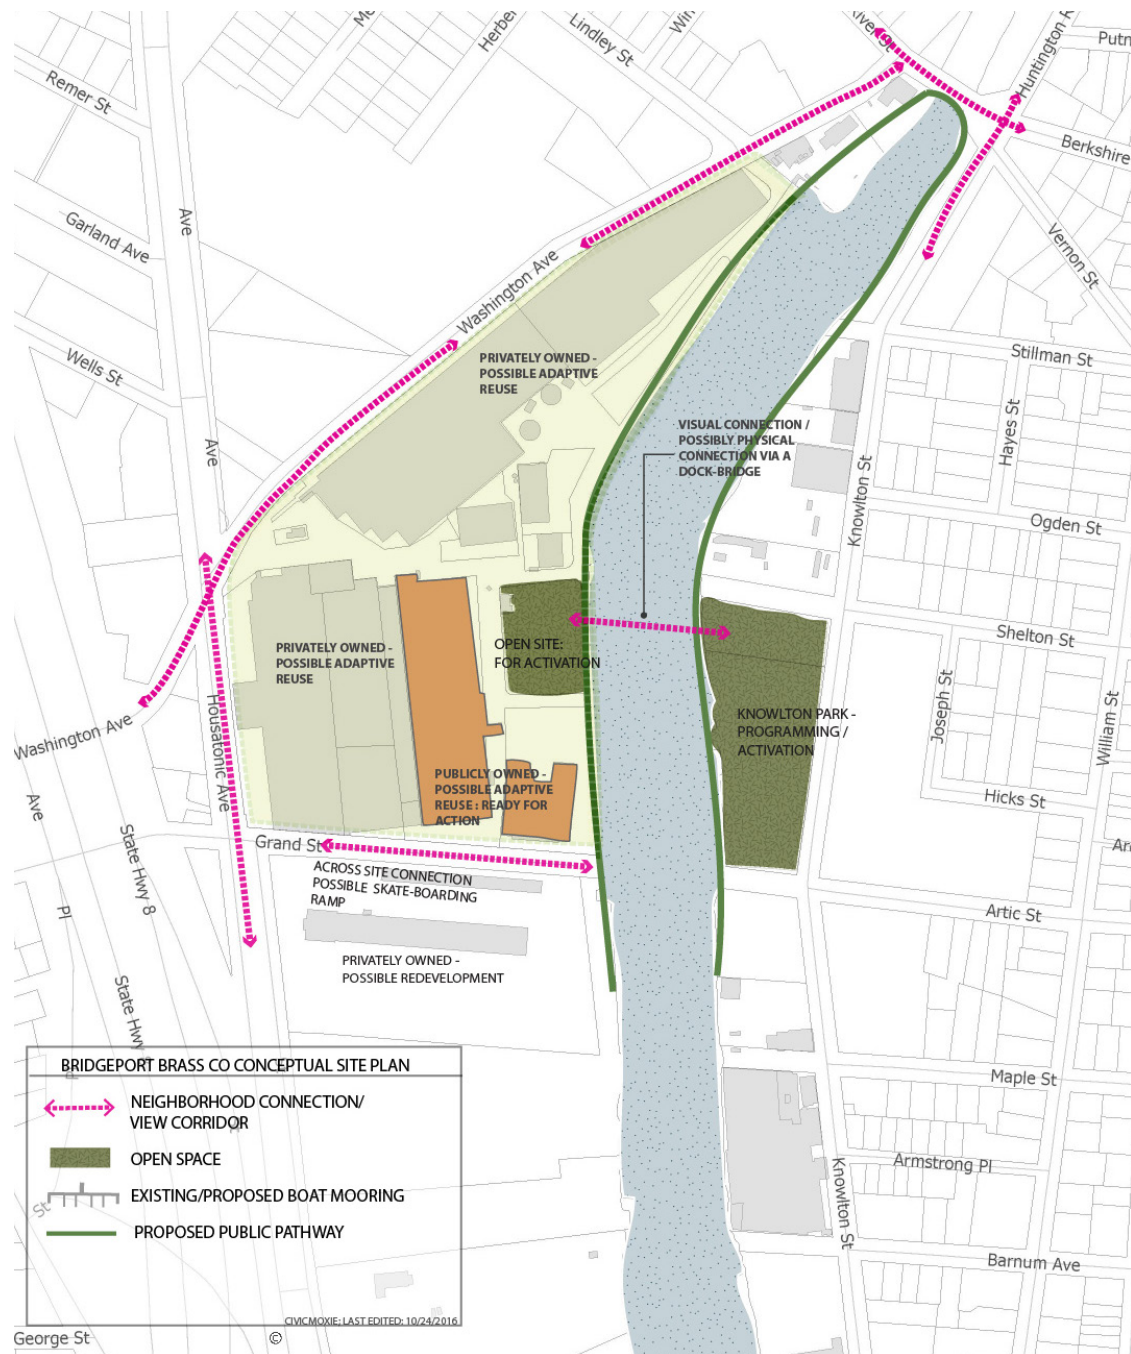 River St
Lindley St
Huntington R
Putn
Remer St
Berkshire
Garland Ave
Ave
Vernon St
Washington Ave
Wells St
PRIVATELY OWNED -
POSSIBLE ADAPTIVE
REUSE
Stillman St
VISUAL CONNECTION /
POSSIBLY PHYSICAL
CONNECTION VIA A
DOCK-BRIDGE
Hayes St
Ave
Knowlton St
Ogden St
OPEN SITE:
FOR ACTIVATION
PRIVATELY OWNED -
POSSIBLE ADAPTIVE
REUSE
Shelton St
KNOWLTON PARK -
PROGRAMMING /
ACTIVATION
Joseph St
William St
Washington Ave
Housatonic Ave
PUBLICLY OWNED -
POSSIBLE ADAPTIVE
REUSE : READY FOR
ACTION
Hicks St
Ave
State Hwy 8
Grand St
ACROSS SITE CONNECTION
POSSIBLE SKATE-BOARDING
RAMP
Pl
Artic St
PRIVATELY OWNED -
POSSIBLE REDEVELOPMENT
State Hwy
BRIDGEPORT BRASS CO CONCEPTUAL SITE PLAN
NEIGHBORHOOD CONNECTION/
VIEW CORRIDOR
OPEN SPACE
EXISTING/PROPOSED BOAT MOORING
St
PROPOSED PUBLIC PATHWAY
CIVICMOXIE; LAST EDITED: 10/24/2016
Maple St
Armstrong Pl
Knowlton St
Barnum Ave
George St
©